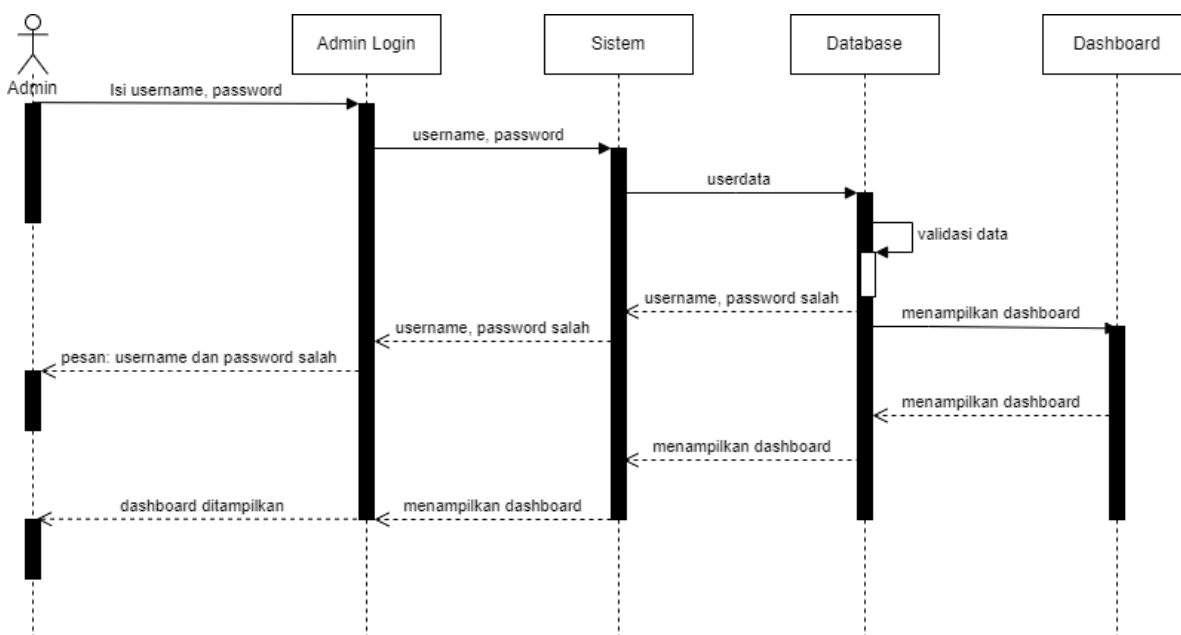 Admin Login
Sistem
Database
Dashboard
Admin
Isi username, password
username, password
userdata
validasi data
username, password salah
menampilkan dashboard
username, password salah
pesan: username dan password salah
menampilkan dashboard
menampilkan dashboard
dashboard ditampilkan
menampilkan dashboard